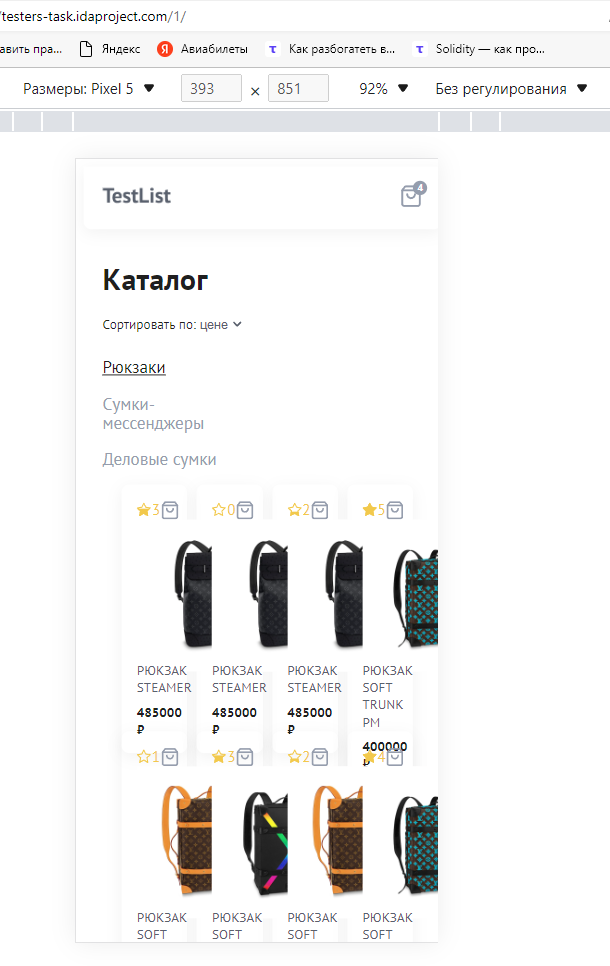 /testers-task.idaproject.com/1/
авить пра...
Яндекс
Я
Авиабилеты
т
Как разбогатеть в...
т
Solidity — как про...
Размеры: Pixel 5
393
×
851
92%
Без регулирования
TestList
4
Каталог
Сортировать по: цене
Рюкзаки
Сумки-
мессенджеры
Деловые сумки
3
0
2
5
РЮКЗАК
STEAMER
485000
₽
РЮКЗАК
STEAMER
485000
₽
РЮКЗАК
STEAMER
485000
₽
РЮКЗАК
SOFT
TRUNK
PM
400000
₽
1
3
2
4
РЮКЗАК
SOFT
РЮКЗАК
SOFT
РЮКЗАК
SOFT
РЮКЗАК
SOFT